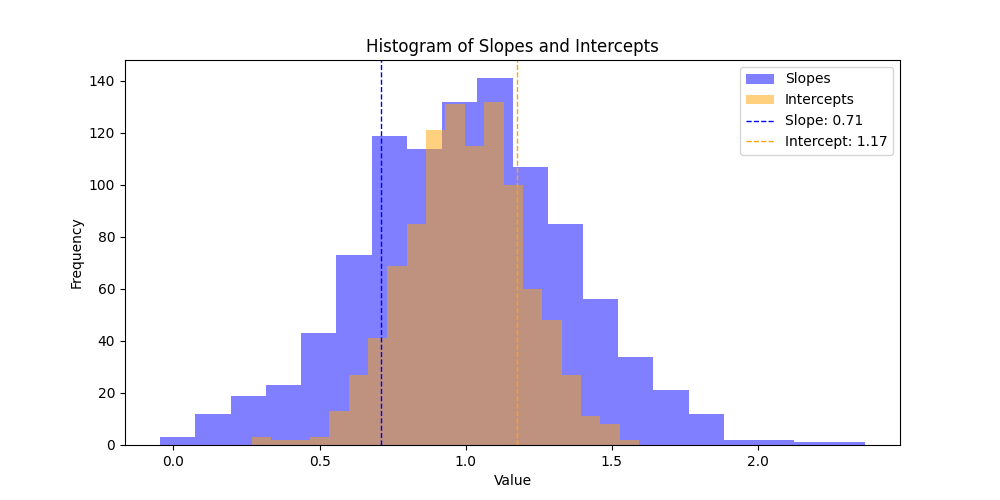 Histogram of Slopes and Intercepts
Slopes
Intercepts
Slope: 0.71
Intercept: 1.17
140
120
100
80
60
40
20
0
Frequency
0.0 0.5 1.0 1.5 2.0
Value